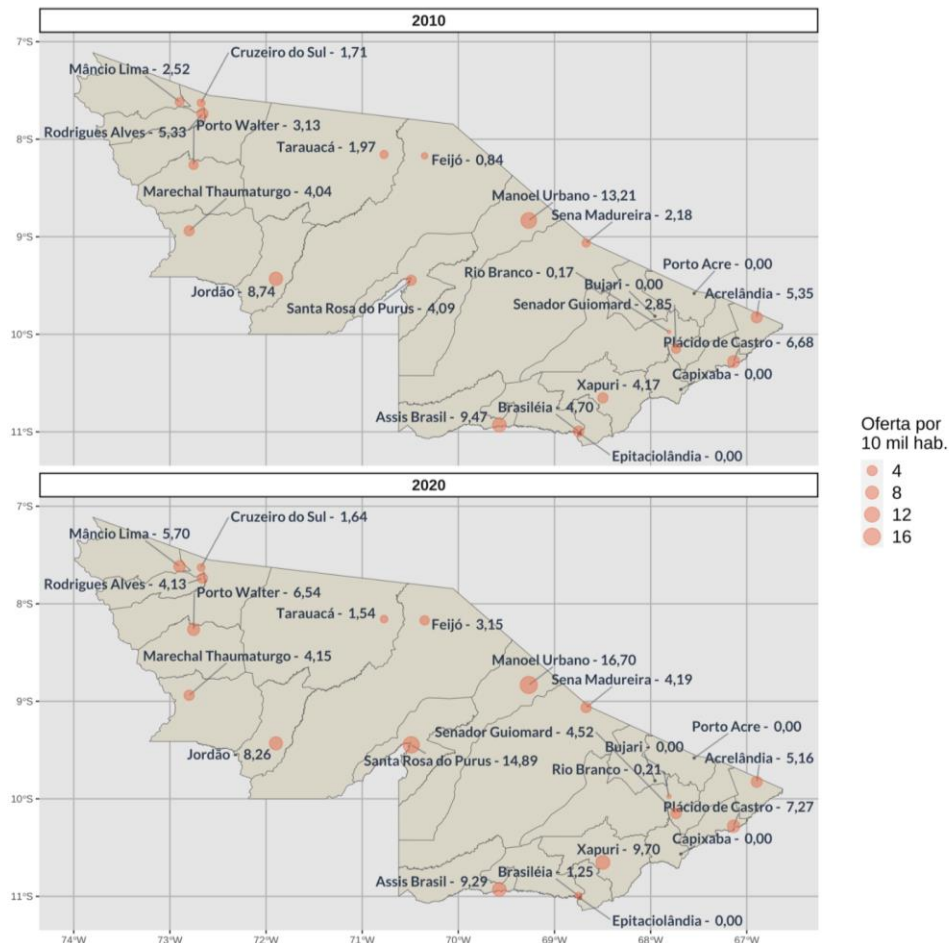 2010
7°S
Cruzeiro do Sul - 1,71
Mâncio Lima - 2,52
Rodrigues Alves - 5,33
Porto Walter - 3,13
8°S
Tarauacá - 1,97
Feijó - 0,84
Marechal Thaumaturgo - 4,04
Manoel Urbano - 13,21
Sena Madureira - 2,18
9°S
Porto Acre - 0,00
Rio Branco - 0,17
Bujari - 0,00
Jordão - 8,74
Acrelândia - 5,35
Santa Rosa do Purus - 4,09
Senador Guiomard - 2,85
10°S
Plácido de Castro - 6,68
Capixaba - 0,00
Xapuri - 4,17
Assis Brasil - 9,47
Brasiléia - 4,70
11°S
Epitaciolândia - 0,00
2020
7°S
Cruzeiro do Sul - 1,64
Mâncio Lima - 5,70
Rodrigues Alves - 4,13
Porto Walter - 6,54
8°S
Tarauacá - 1,54
Feijó - 3,15
Marechal Thaumaturgo - 4,15
Manoel Urbano - 16,70
Sena Madureira - 4,19
9°S
Porto Acre - 0,00
Senador Guiomard - 4,52
Bujari - 0,00
Jordão - 8,26
Santa Rosa do Purus - 14,89
Acrelândia - 5,16
Rio Branco - 0,21
10°S
Plácido de Castro - 7,27
Capixaba - 0,00
Xapuri - 9,70
Brasiléia - 1,25
Assis Brasil - 9,29
11°S
Epitaciolândia - 0,00
74°W 73°W 72°W 71°W 70°W 69°W 68°W 67°W
Oferta por
10 mil hab.
4
8
12
16